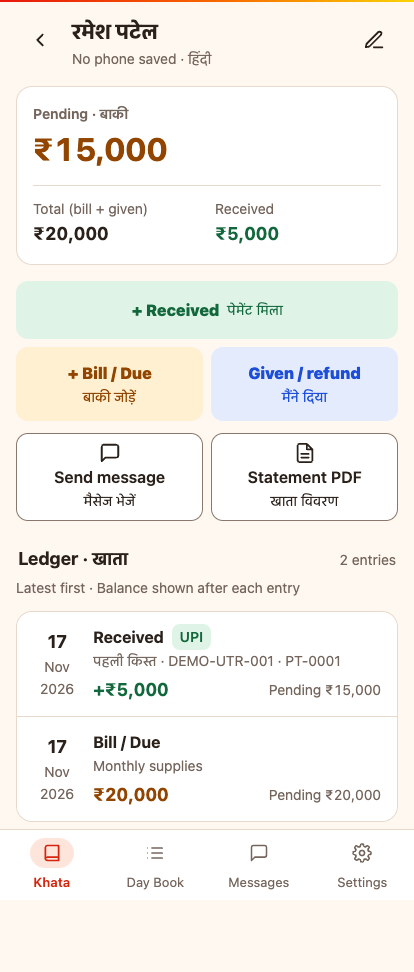 रमेश पटेल
No phone saved · हिंदी
Pending · बाकी
₹15,000
Total (bill + given)
Received
₹20,000
₹5,000
+ Received पेमेंट मिला
+ Bill / Due
बाकी जोड़ें
Given / refund
मैंने दिया
Send message
मैसेज भेजें
Statement PDF
खाता विवरण
Ledger · खाता
2 entries
Latest first · Balance shown after each entry
17
Nov
2026
Received UPI
पहली किस्त · DEMO-UTR-001 · PT-0001
+₹5,000
Pending ₹15,000
17
Nov
2026
Bill / Due
Monthly supplies
₹20,000
Pending ₹20,000
Khata
Day Book
Messages
Settings